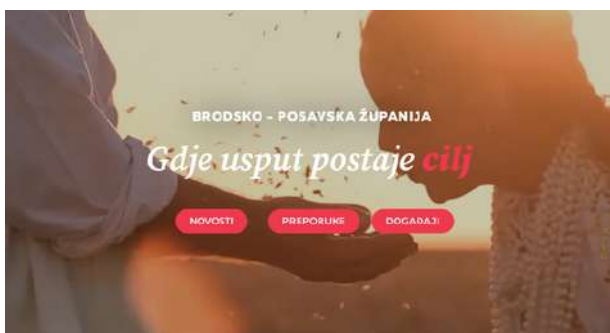 BRODSKO - POSAVSKA ŽUPANIJA
Gdje usput postaje cilj
NOVOSTI PREPORUKE DOGAĐAJI